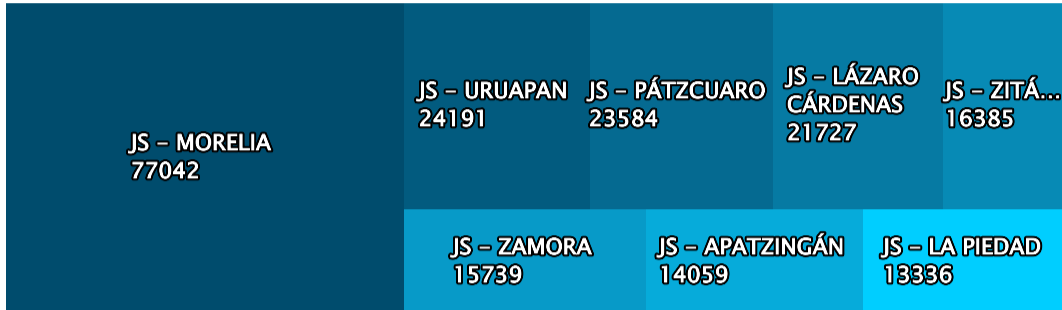 JS – MORELIA
77042
JS – URUAPAN
24191
JS – PÁTZCUARO
23584
JS – LÁZARO
CÁRDENAS
21727
JS – ZITÁ...
16385
JS – ZAMORA
15739
JS – APATZINGÁN
14059
JS – LA PIEDAD
13336